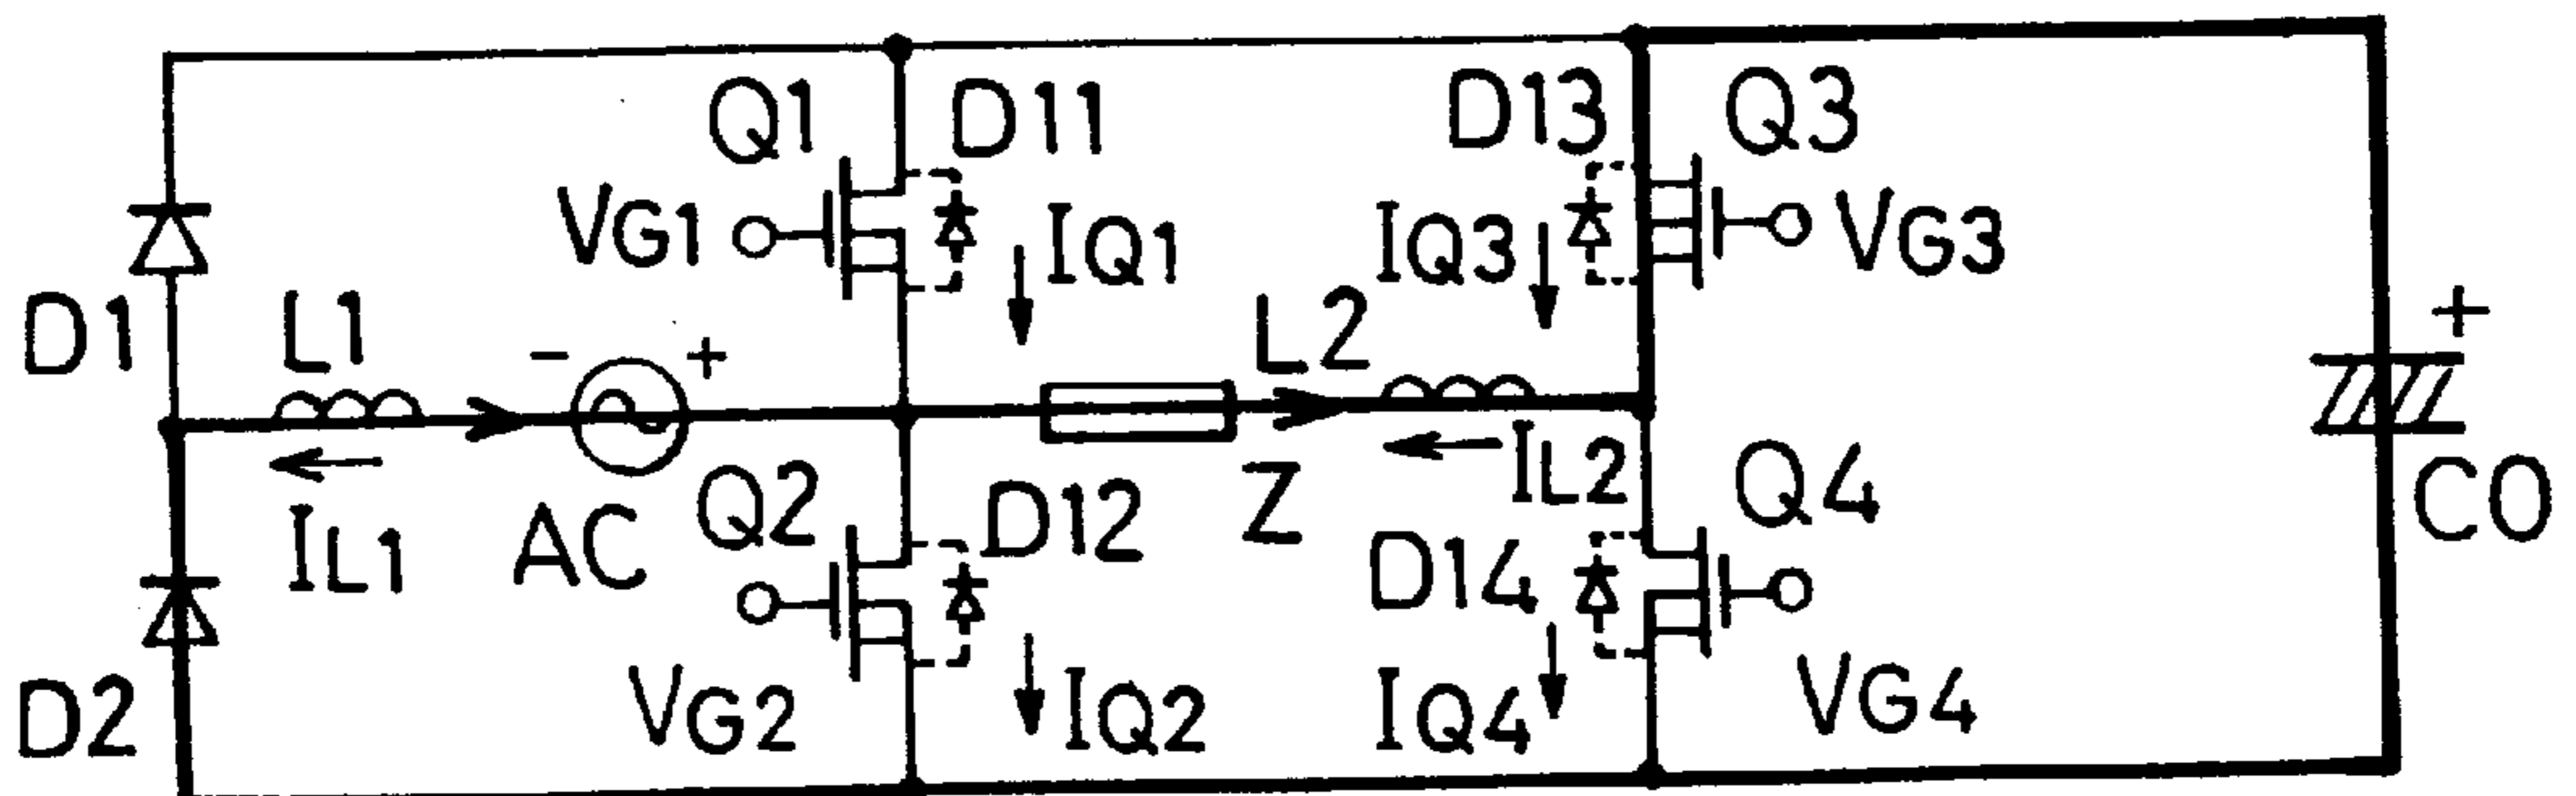 Q1 D11 D13 Q3
VG1 IQ1 IQ3 VG3
D1 L1 - + L2 +
IL1 AC Q2 D12 Z IL2 Q4 CO
D14
D2 VG2 IQ2 IQ4 VG4